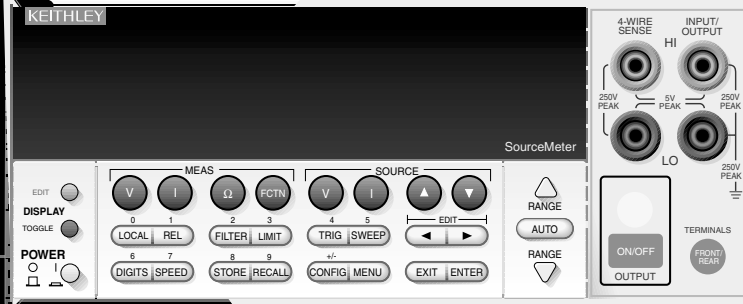 KEITHLEY
SourceMeter
4-WIRE SENSE
INPUT/ OUTPUT
HI
250V PEAK
5V PEAK
250V PEAK
LO
250V PEAK
MEAS
SOURCE
EDIT
V I Ω FCTN V I
DISPLAY
TOGGLE
0 1 2 3 4 5 EDIT
LOCAL REL FILTER LIMIT TRIG SWEEP
POWER
6 7 8 9 +/-
DIGITS SPEED STORE RECALL CONFIG MENU EXIT ENTER
RANGE
AUTO
RANGE
ON/OFF
OUTPUT
TERMINALS
FRONT/ REAR